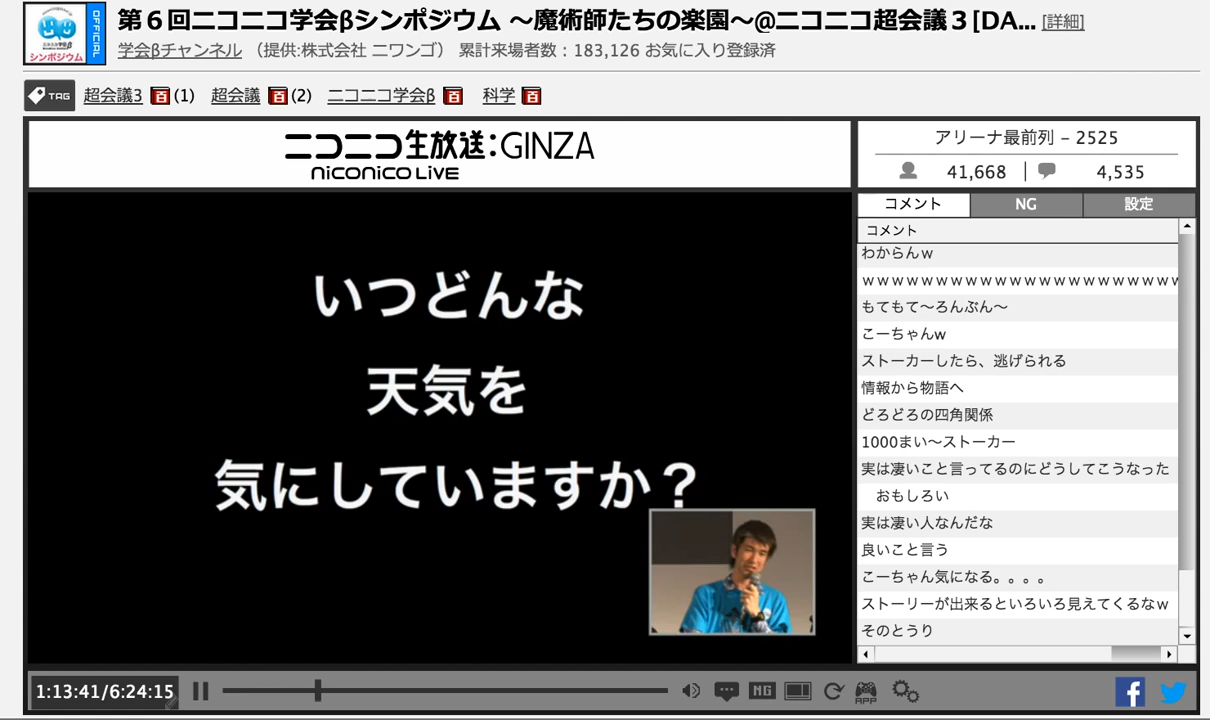 第６回ニコニコ学会βシンポジウム ～魔術師たちの楽園～@ニコニコ超会議３[DA... [詳細]
OFFICIAL
シンポジウム
学会βチャンネル （提供:株式会社 ニワンゴ） 累計来場者数：183,126 お気に入り登録済
TAG 超会議3 百 (1) 超会議 百 (2) ニコニコ学会β 百 科学 百
ニコニコ生放送:GINZA
niconico Live
アリーナ最前列 – 2525
41,668 | 4,535
コメント NG 設定
コメント
わからんｗ
ｗｗｗｗｗｗｗｗｗｗｗｗｗｗｗｗｗｗｗｗｗｗ
もてもて～ろんぶん～
こーちゃんw
ストーカーしたら、逃げられる
情報から物語へ
どろどろの四角関係
1000まい～ストーカー
実は凄いこと言ってるのにどうしてこうなった
おもしろい
実は凄い人なんだな
良いこと言う
こーちゃん気になる。。。。
ストーリーが出来るといろいろ見えてくるなｗ
そのとうり
いつどんな
天気を
気にしていますか？
1:13:41/6:24:15
NG
APP
f